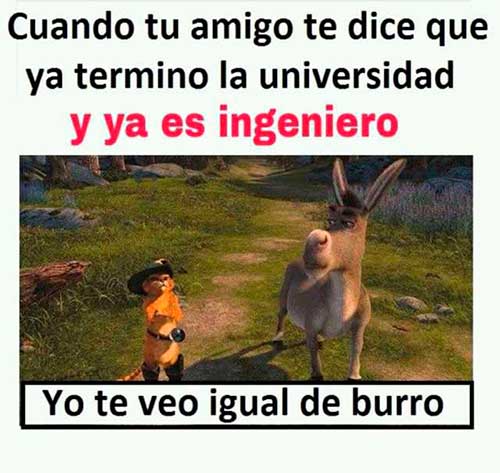 Cuando tu amigo te dice que
ya termino la universidad
y ya es ingeniero
Yo te veo igual de burro